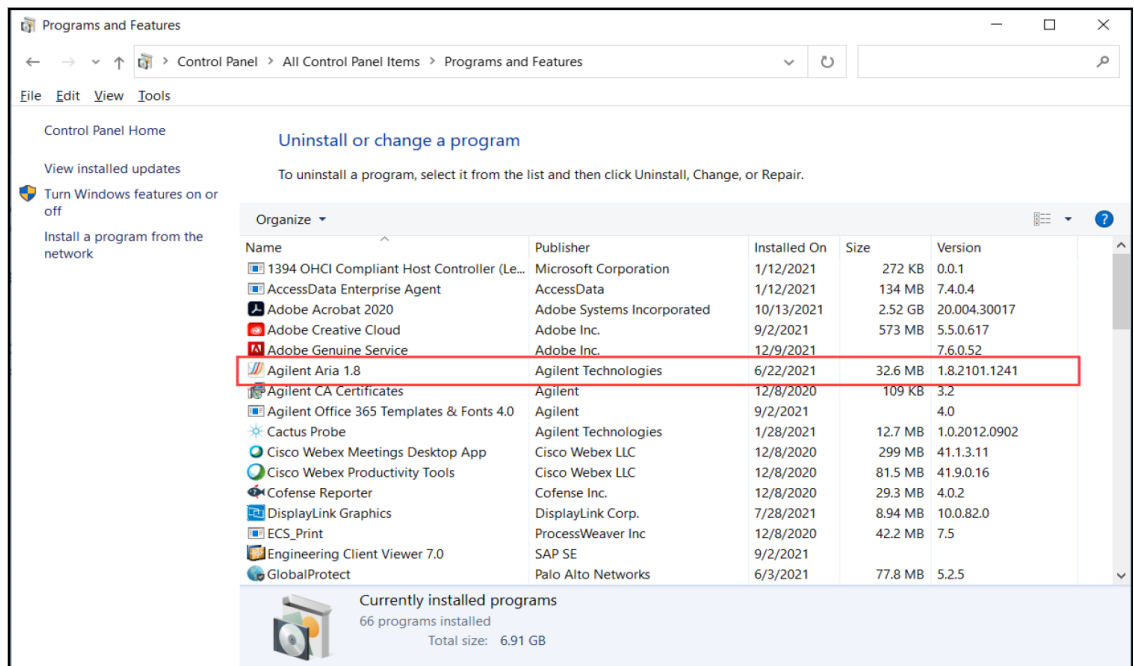 Programs and Features
Control Panel > All Control Panel Items > Programs and Features
File Edit View Tools
Control Panel Home
View installed updates
Turn Windows features on or
off
Install a program from the
network
Uninstall or change a program
To uninstall a program, select it from the list and then click Uninstall, Change, or Repair.
Organize
Name Publisher Installed On Size Version
1394 OHCI Compliant Host Controller (Le... Microsoft Corporation 1/12/2021 272 KB 0.0.1
AccessData Enterprise Agent AccessData 1/12/2021 134 MB 7.4.0.4
Adobe Acrobat 2020 Adobe Systems Incorporated 10/13/2021 2.52 GB 20.004.30017
Adobe Creative Cloud Adobe Inc. 9/2/2021 573 MB 5.5.0.617
Adobe Genuine Service Adobe Inc. 12/9/2021 7.6.0.52
Agilent Aria 1.8 Agilent Technologies 6/22/2021 32.6 MB 1.8.2101.1241
Agilent CA Certificates Agilent 12/8/2020 109 KB 3.2
Agilent Office 365 Templates & Fonts 4.0 Agilent 9/2/2021 4.0
Cactus Probe Agilent Technologies 1/28/2021 12.7 MB 1.0.2012.0902
Cisco Webex Meetings Desktop App Cisco Webex LLC 12/8/2020 299 MB 41.1.3.11
Cisco Webex Productivity Tools Cisco Webex LLC 12/8/2020 81.5 MB 41.9.0.16
Cofense Reporter Cofense Inc. 12/8/2020 29.3 MB 4.0.2
DisplayLink Graphics DisplayLink Corp. 7/28/2021 8.94 MB 10.0.82.0
ECS_Print ProcessWeaver Inc 12/8/2020 42.2 MB 7.5
Engineering Client Viewer 7.0 SAP SE 9/2/2021
GlobalProtect Palo Alto Networks 6/3/2021 77.8 MB 5.2.5
Currently installed programs
66 programs installed
Total size: 6.91 GB